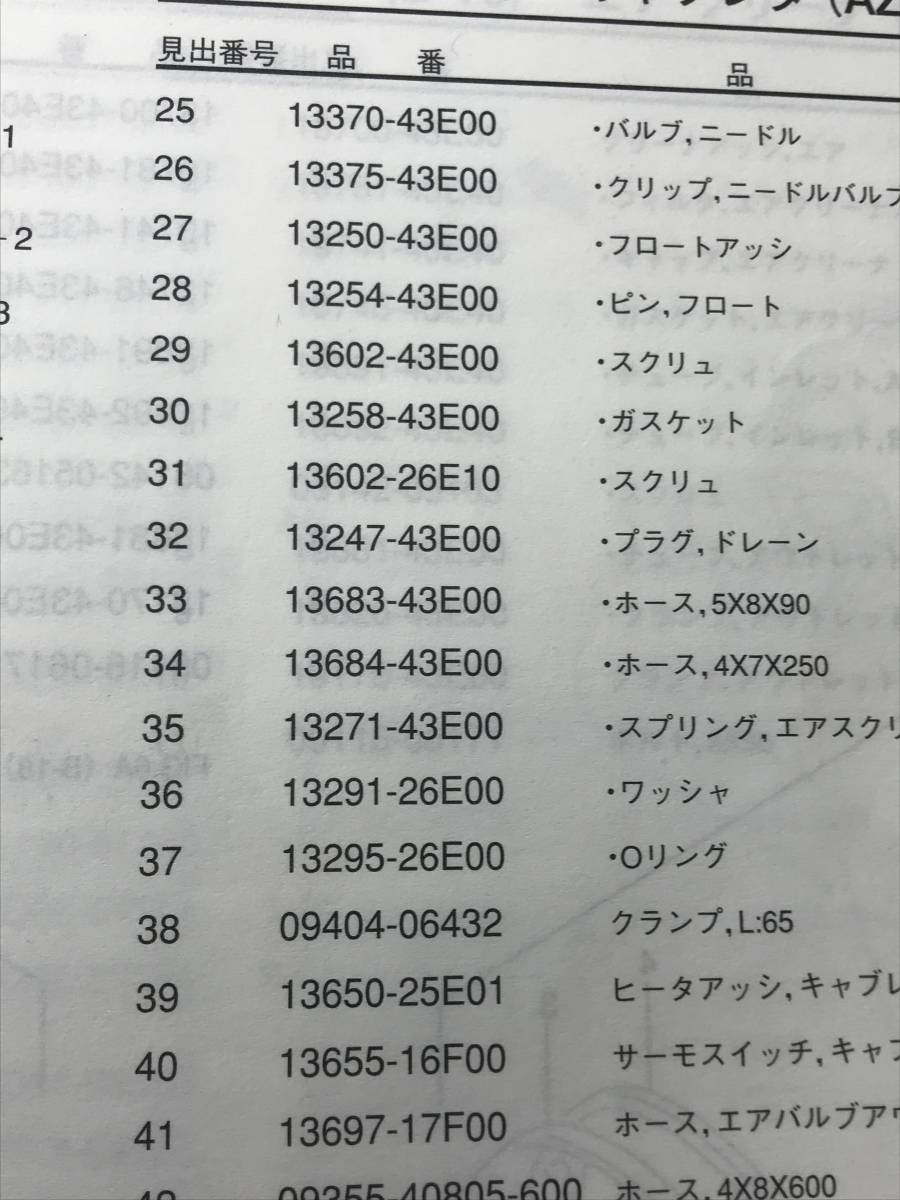 見出番号 品 番 品
25 13370-43E00 ・バルブ,ニードル
26 13375-43E00 ・クリップ,ニードルバルブ
27 13250-43E00 ・フロートアッシ
28 13254-43E00 ・ピン,フロート
29 13602-43E00 ・スクリュ
30 13258-43E00 ・ガスケット
31 13602-26E10 ・スクリュ
32 13247-43E00 ・プラグ,ドレーン
33 13683-43E00 ・ホース,5X8X90
34 13684-43E00 ・ホース,4X7X250
35 13271-43E00 ・スプリング,エアスクリ
36 13291-26E00 ・ワッシャ
37 13295-26E00 ・Oリング
38 09404-06432 クランプ,L:65
39 13650-25E01 ヒータアッシ,キャブレ
40 13655-16F00 サーモスイッチ,キャブ
41 13697-17F00 ホース,エアバルブアウ
42 09355-40805-600 ホース,4X8X600